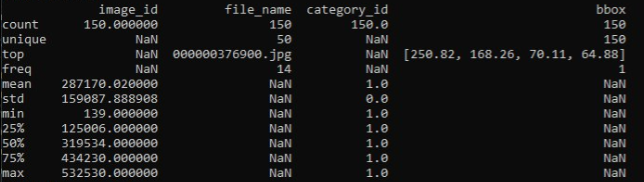 image_id file_name category_id bbox
count 150.000000 150 150.0 150
unique NaN 50 NaN 150
top NaN 000000376900.jpg NaN [250.82, 168.26, 70.11, 64.88]
freq NaN 14 NaN 1
mean 287170.020000 NaN 1.0 NaN
std 159087.888908 NaN 0.0 NaN
min 139.000000 NaN 1.0 NaN
25% 125006.000000 NaN 1.0 NaN
50% 319534.000000 NaN 1.0 NaN
75% 434230.000000 NaN 1.0 NaN
max 532530.000000 NaN 1.0 NaN